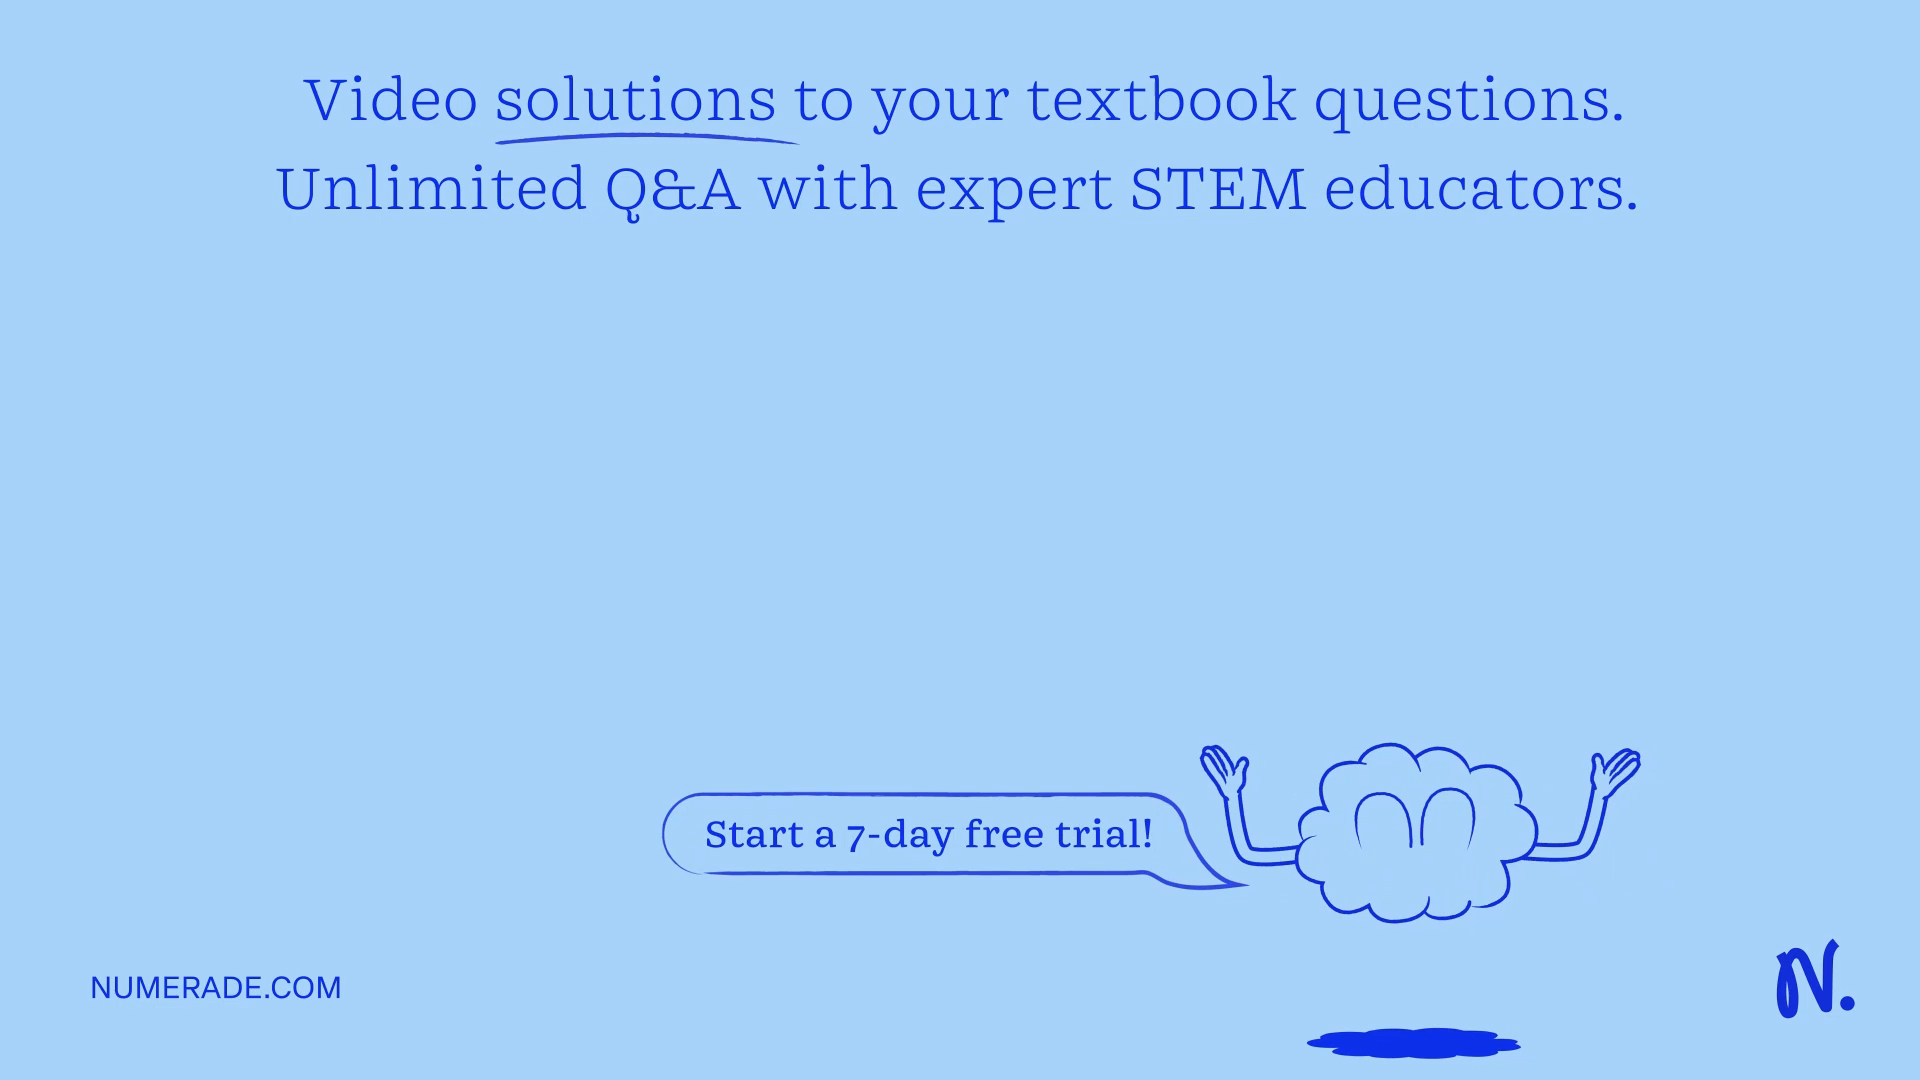 Video solutions to your textbook questions.
Unlimited Q&A with expert STEM educators.
Start a 7-day free trial!
NUMERADE.COM
N.